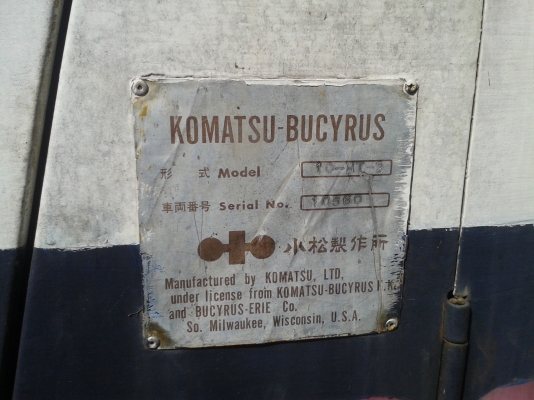 KOMATSU-BUCYRUS
形 式 Model
車両番号 Serial No. 10580
小松製作所
Manufactured by KOMATSU, LTD.
under license from KOMATSU-BUCYRUS K.K.
and BUCYRUS-ERIE Co.
So. Milwaukee, Wisconsin, U.S.A.